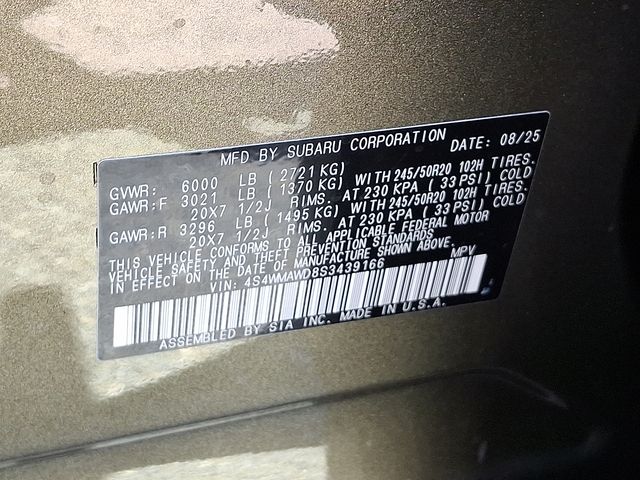 MFD BY SUBARU CORPORATION DATE: 08/25
GVWR: 6000 LB ( 2721 KG)
GAWR:F 3021 LB ( 1370 KG) WITH 245/50R20 102H TIRES.
20X7 1/2J RIMS. AT 230 KPA ( 33 PSI) COLD
GAWR:R 3296 LB ( 1495 KG) WITH 245/50R20 102H TIRES.
20X7 1/2J RIMS. AT 230 KPA ( 33 PSI) COLD
THIS VEHICLE CONFORMS TO ALL APPLICABLE FEDERAL MOTOR
VEHICLE SAFETY AND THEFT PREVENTION STANDARDS
IN EFFECT ON THE DATE OF MANUFACTURE SHOWN ABOVE.
VIN: 4S4WMAWD8S3439166 MPV
ASSEMBLED BY SIA INC. MADE IN U.S.A.